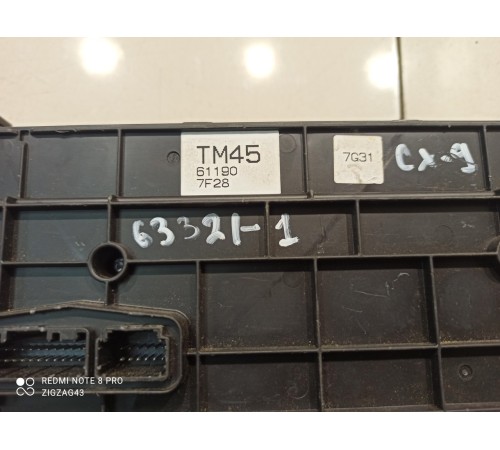 TM45
61190
7F28
7G31
CX-9
63321-1
REDMI NOTE 8 PRO
ZIGZAG43